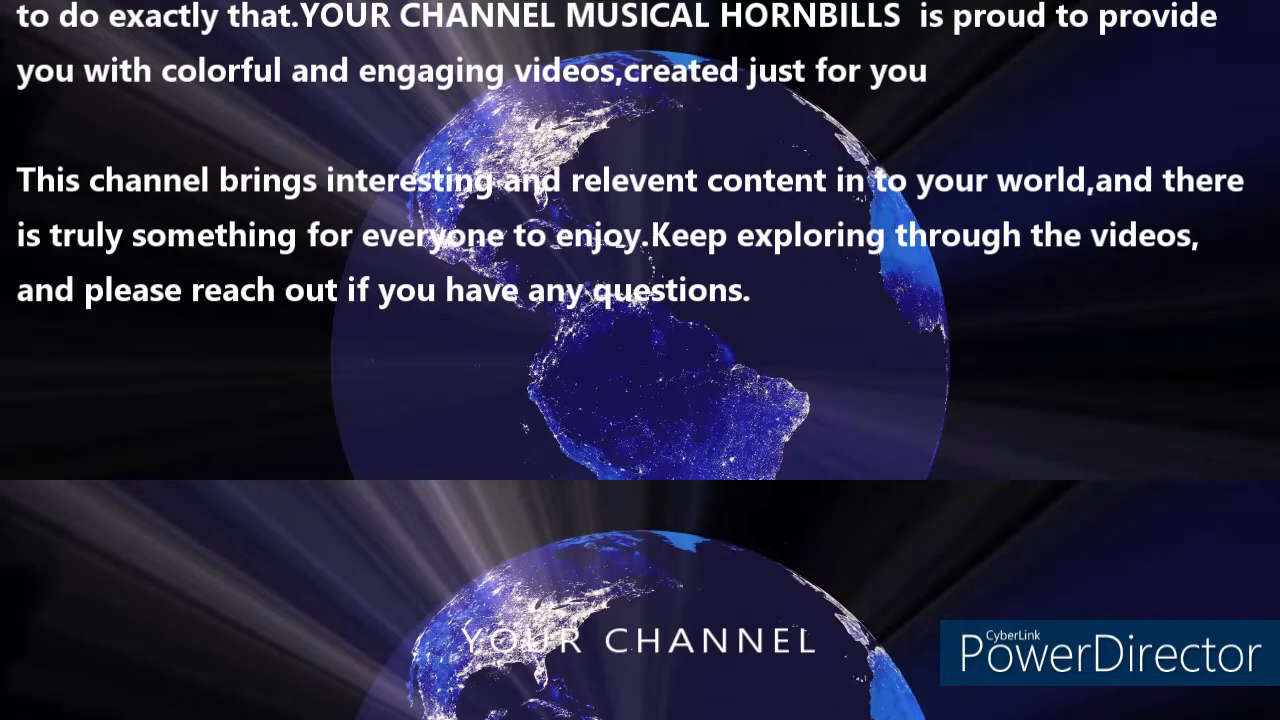 to do exactly that.YOUR CHANNEL MUSICAL HORNBILLS  is proud to provide
you with colorful and engaging videos,created just for you
This channel brings interesting and relevent content in to your world,and there
is truly something for everyone to enjoy.Keep exploring through the videos,
and please reach out if you have any questions.
YOUR CHANNEL
CyberLink
PowerDirector